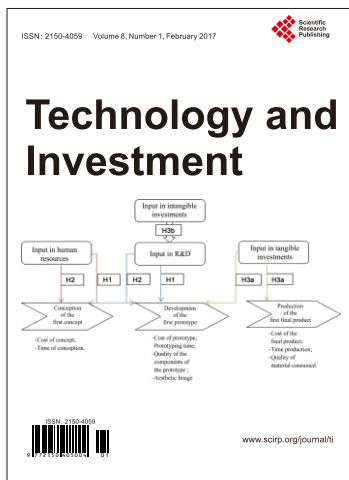 ISSN: 2150-4059 Volume 8, Number 1, February 2017
Scientific
Research
Publishing
Technology and
Investment
Input in intangible
investments
H3b
Input in human
resources
Input in R&D
Input in tangible
investments
H2
H1
H2
H1
H3a
H3a
Conception
of the
first concept
Development
of the
first prototype
Production
of the
first final product
-Cost of concept;
-Time of conception.
-Cost of prototype;
Prototyping time;
-Quality of the
components of
the prototype ;
-Aesthetic Image
-Cost of the
final product;
-Time production;
-Quality of
material consumed.
ISSN: 2150-4059
9 772150 405004
01
www.scirp.org/journal/ti